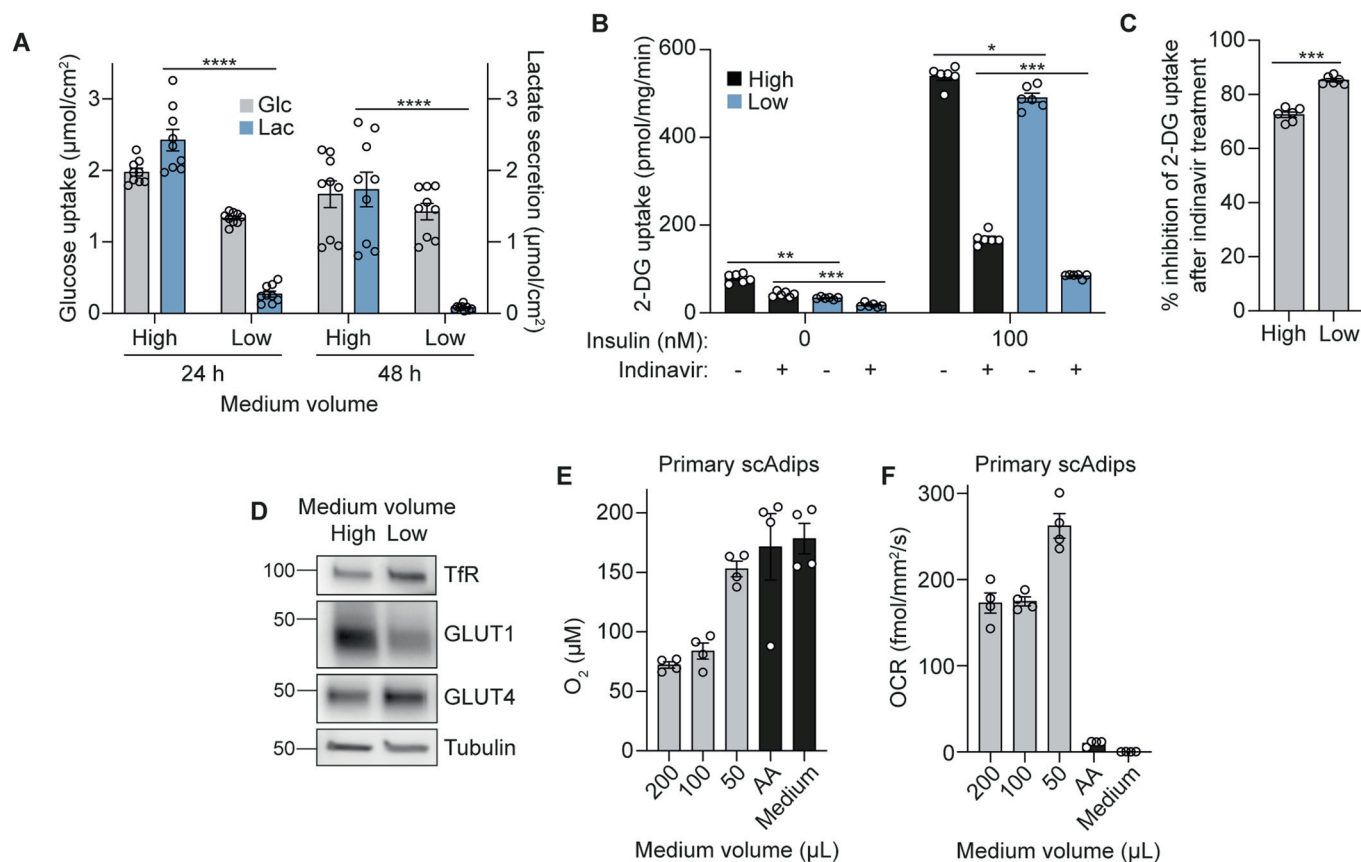 A
Glucose uptake (µmol/cm²)
3
2
1
0
****
****
Glc
Lac
3
2
1
0
Lactate secretion (µmol/cm²)
High
Low
High
Low
24 h
48 h
Medium volume
B
2-DG uptake (pmol/mg/min)
600
400
200
0
High
Low
**
***
*
***
Insulin (nM):
0
100
Indinavir:
- + - + - + - +
C
% inhibition of 2-DG uptake
after indinavir treatment
100
80
60
40
20
0
***
High Low
D
Medium volume
High Low
100
TfR
50
GLUT1
50
GLUT4
50
Tubulin
E
Primary scAdips
O₂ (µM)
200
150
100
50
0
200
100
50
AA
Medium
Medium volume (µL)
F
Primary scAdips
OCR (fmol/mm²/s)
300
200
100
0
200
100
50
AA
Medium
Medium volume (µL)